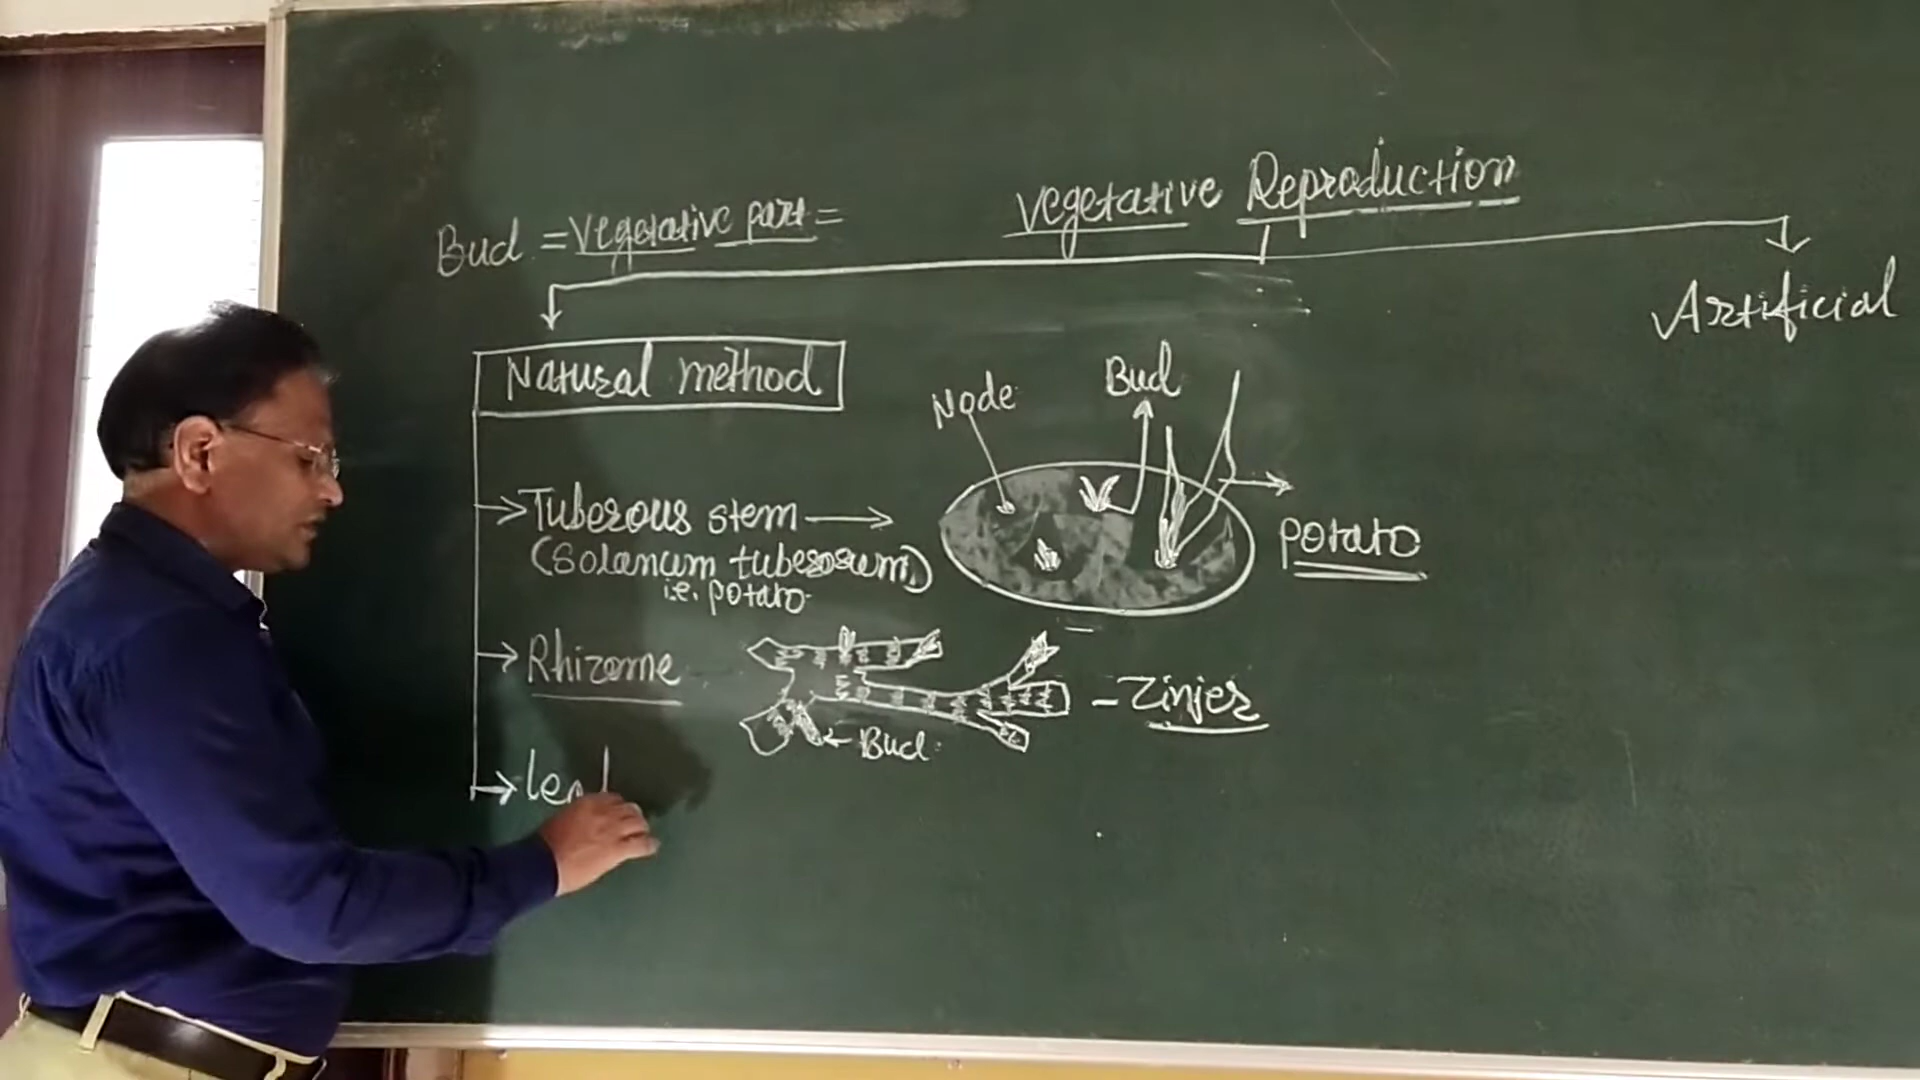 vegetative Reproduction
Bud = Vegetative part =
Artificial
Natural method
Node
Bud
Tuberous stem
(Solanum tuberosum)
i.e. potato
potato
Rhizome
- Zinjer
Bud